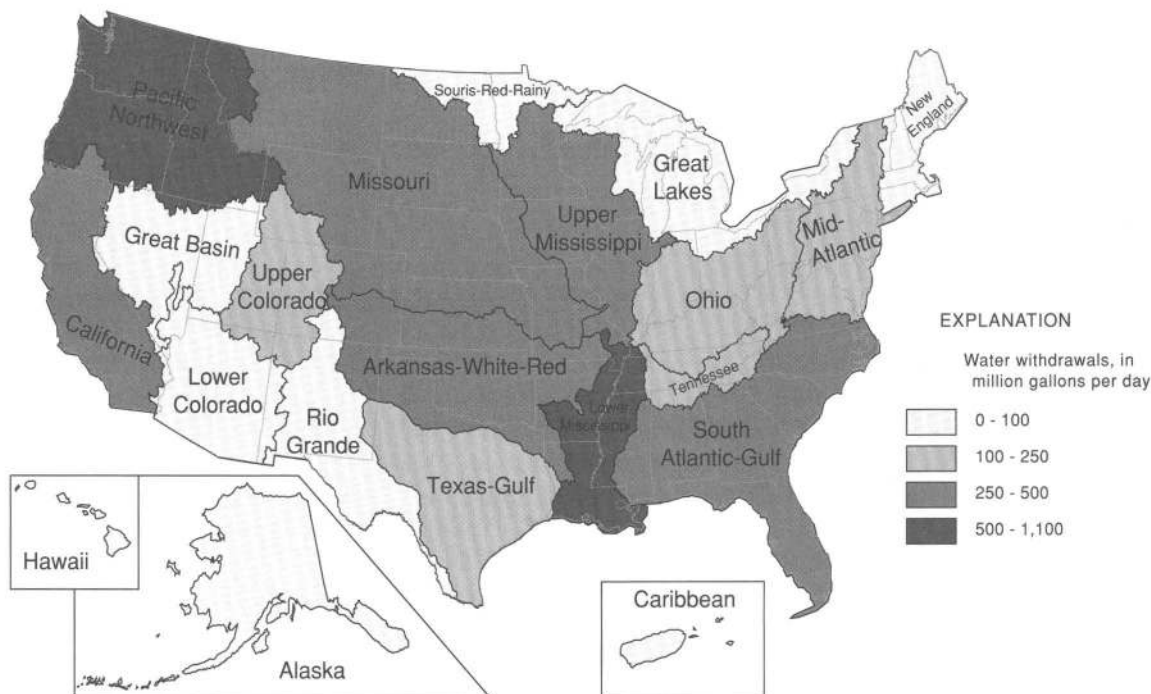 Souris-Red-Rainy
New
England
Pacific
Northwest
Missouri
Great
Lakes
Upper
Mississippi
Mid-
Atlantic
Great Basin
Upper
Colorado
Ohio
California
Arkansas-White-Red
Tennessee
Lower
Colorado
Rio
Grande
Lower
Mississippi
South
Atlantic-Gulf
Texas-Gulf
Hawaii
Alaska
Caribbean
EXPLANATION
Water withdrawals, in
million gallons per day
0 - 100
100 - 250
250 - 500
500 - 1,100